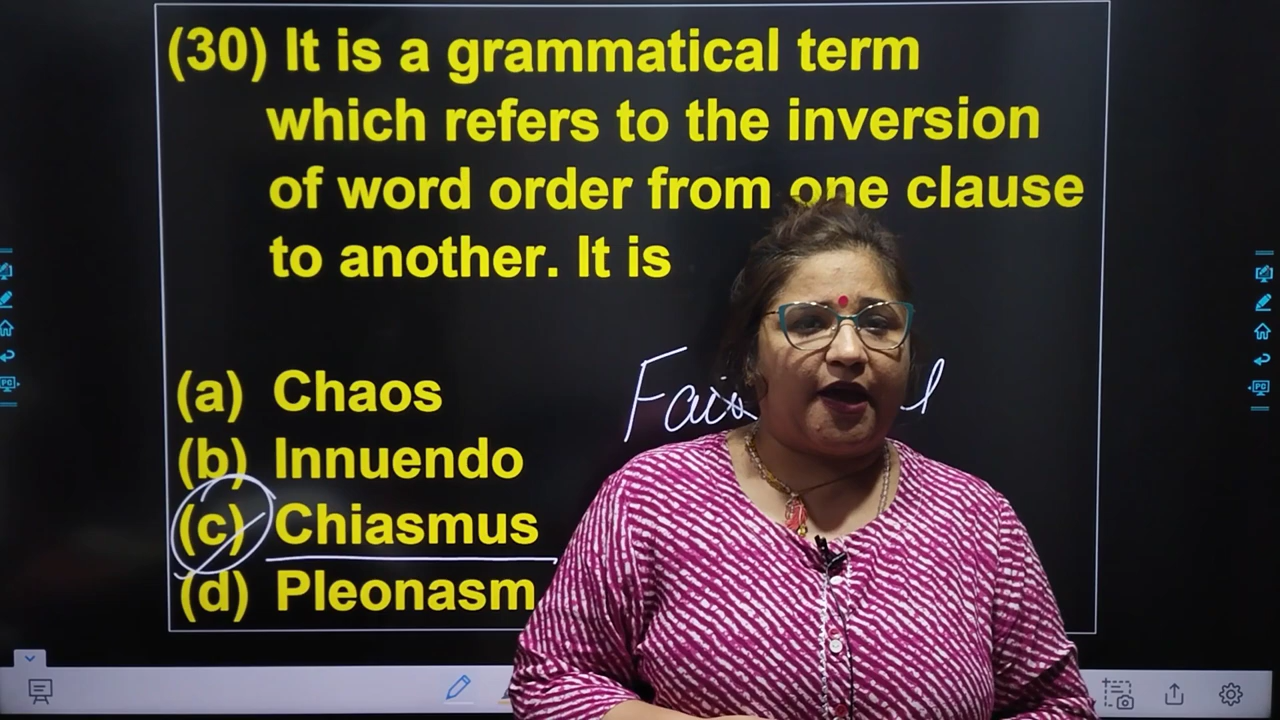 (30) It is a grammatical term
which refers to the inversion
of word order from one clause
to another. It is
(a) Chaos
(b) Innuendo
(c) Chiasmus
(d) Pleonasm